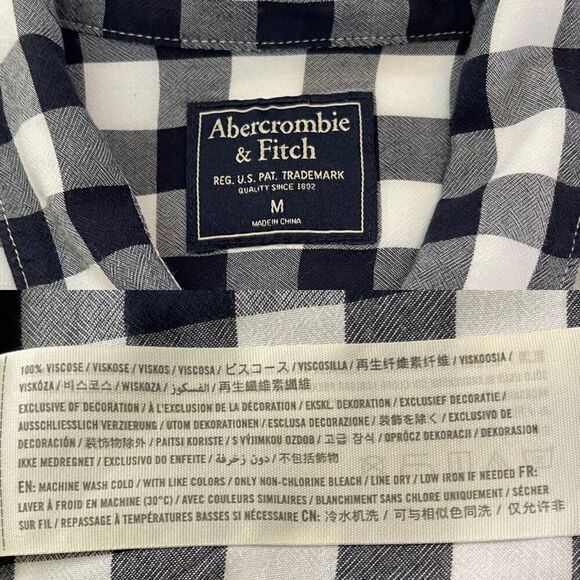 Abercrombie
& Fitch
REG. U.S. PAT. TRADEMARK
QUALITY SINCE 1892
M
MADE IN CHINA
100% VISCOSE / VISKOSE / VISKOS / VISCOSA / ビスコース / VISCOSILLA / 再生纤维素纤维 / VISKOOSIA /
VISKÓZA / 비스코스 / WISKOZA / الفسكوز / 再生纖維素纖維
EXCLUSIVE OF DECORATION / À L'EXCLUSION DE LA DÉCORATION / EKSKL. DEKORATION / EXCLUSIEF DECORATIE /
AUSSCHLIESSLICH VERZIERUNG / UTOM DEKORATIONEN / ESCLUSA DECORAZIONE / 装飾を除く / EXCLUSIVO DE
DECORACIÓN / 装饰物除外 / PAITSI KORISTE / S VÝJIMKOU OZDOB / 고급 장식 / OPRÓCZ DEKORACJI / DEKORASJON
IKKE MEDREGNET / EXCLUSIVO DO ENFEITE / دون زخرفة / 不包括飾物
EN: MACHINE WASH COLD / WITH LIKE COLORS / ONLY NON-CHLORINE BLEACH / LINE DRY / LOW IRON IF NEEDED FR:
LAVER À FROID EN MACHINE (30°C) / AVEC COULEURS SIMILAIRES / BLANCHIMENT SANS CHLORE UNIQUEMENT / SÉCHER
SUR FIL / REPASSAGE À TEMPÉRATURES BASSES SI NÉCESSAIRE CN: 冷水机洗 / 可与相似色同洗 / 仅允许非